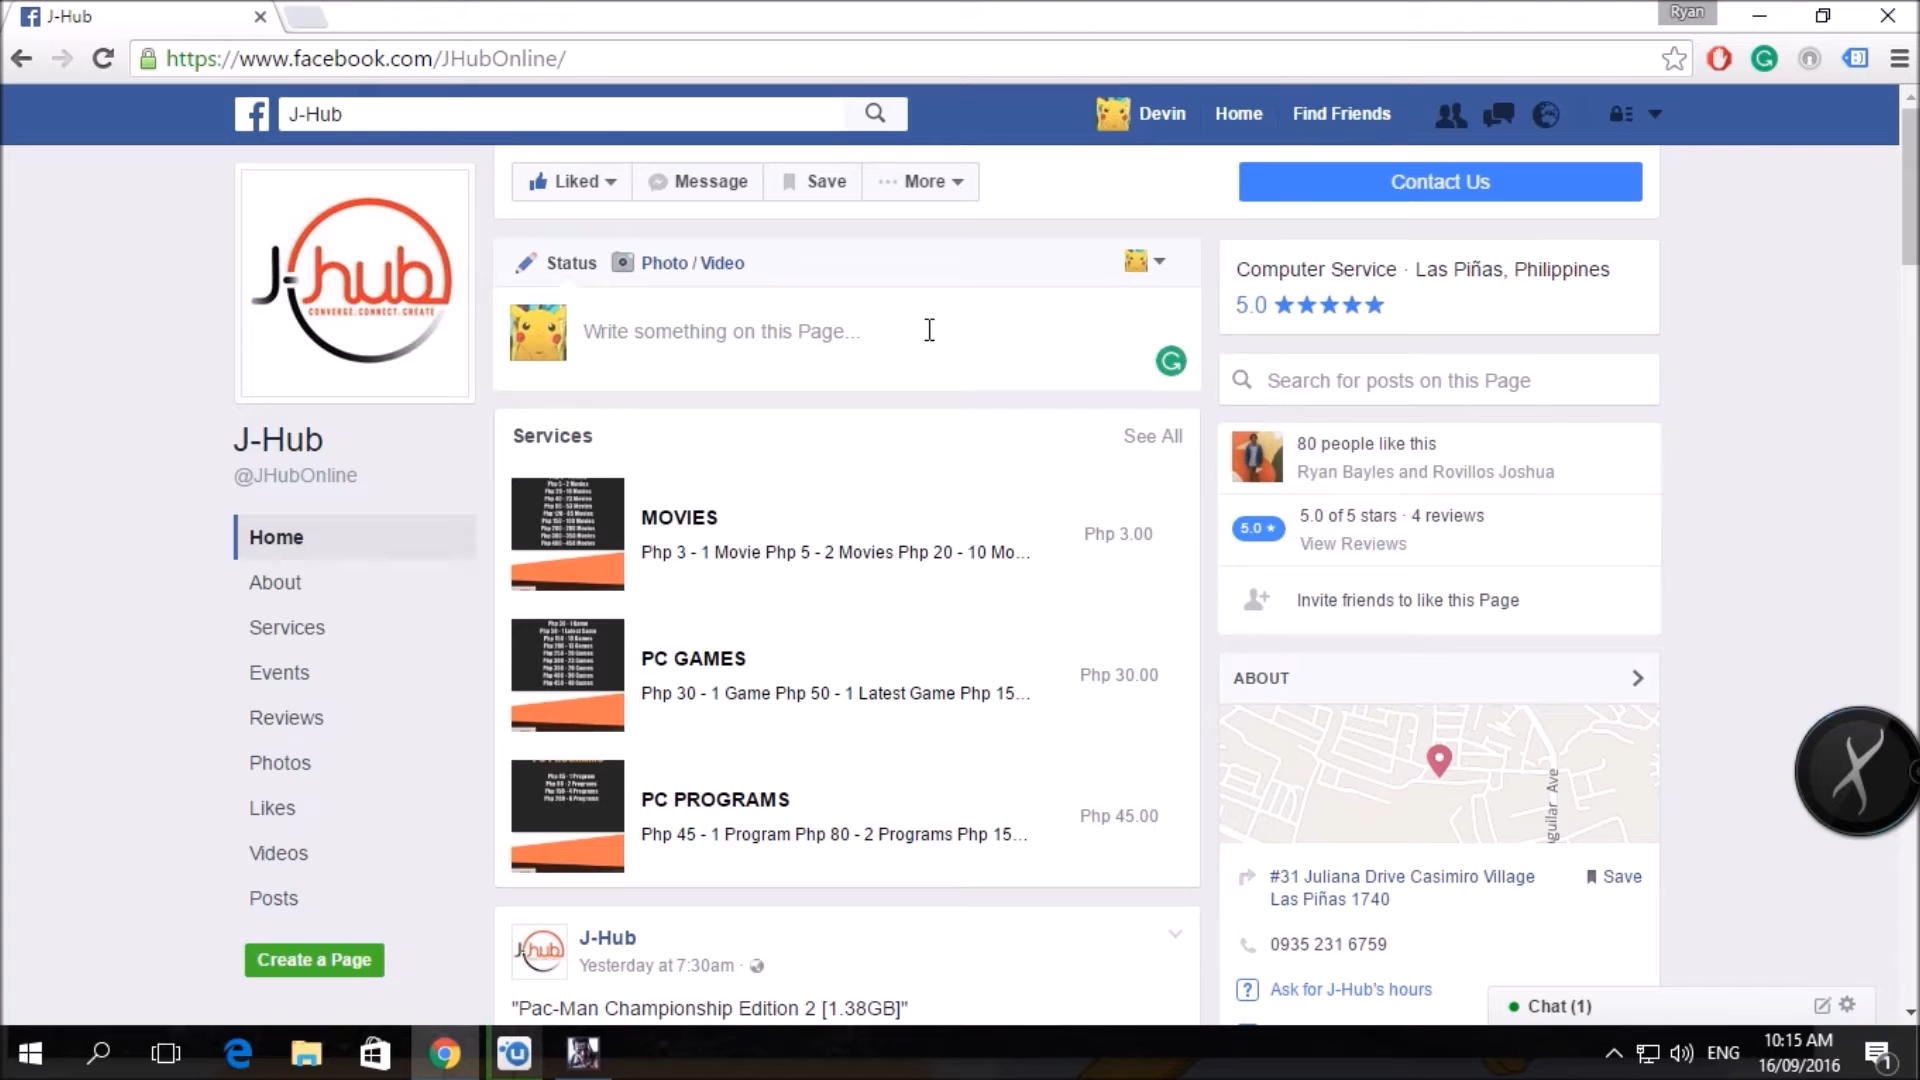 J-Hub
Ryan
https://www.facebook.com/JHubOnline/
J-Hub
Devin
Home
Find Friends
Liked
Message
Save
More
Contact Us
J-hub
CONVERGE.CONNECT.CREATE
J-Hub
@JHubOnline
Home
About
Services
Events
Reviews
Photos
Likes
Videos
Posts
Create a Page
Status
Photo / Video
Write something on this Page...
Services
See All
MOVIES
Php 3.00
Php 3 - 1 Movie Php 5 - 2 Movies Php 20 - 10 Mo...
PC GAMES
Php 30.00
Php 30 - 1 Game Php 50 - 1 Latest Game Php 15...
PC PROGRAMS
Php 45.00
Php 45 - 1 Program Php 80 - 2 Programs Php 15...
J-hub
J-Hub
Yesterday at 7:30am ·
"Pac-Man Championship Edition 2 [1.38GB]"
Computer Service · Las Piñas, Philippines
5.0
Search for posts on this Page
80 people like this
Ryan Bayles and Rovillos Joshua
5.0
5.0 of 5 stars · 4 reviews
View Reviews
Invite friends to like this Page
ABOUT
guilar Ave
#31 Juliana Drive Casimiro Village
Las Piñas 1740
Save
0935 231 6759
Ask for J-Hub's hours
Chat (1)
ENG
10:15 AM
16/09/2016
1